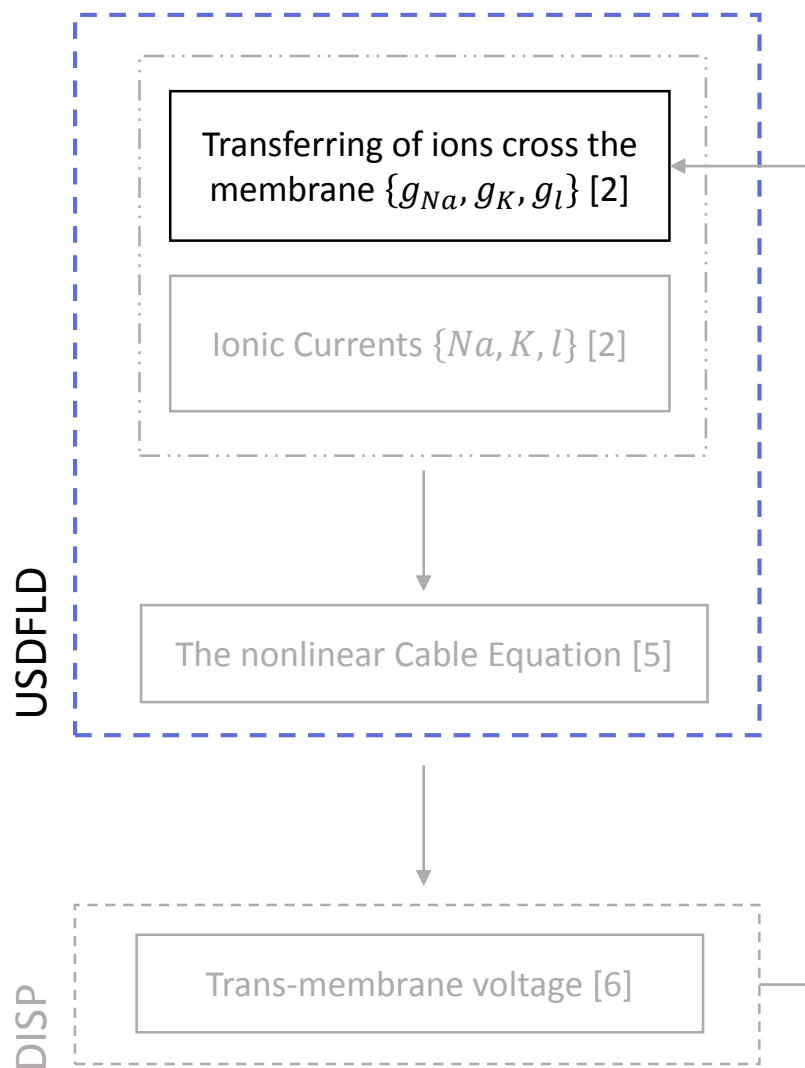 Transferring of ions cross the
membrane {g_Na, g_K, g_l} [2]
Ionic Currents {Na, K, l} [2]
The nonlinear Cable Equation [5]
USDFLD
Trans-membrane voltage [6]
DISP